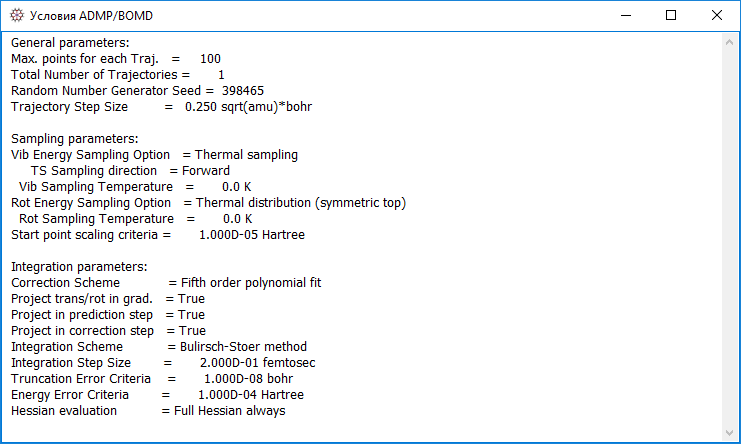 Условия ADMP/BOMD
General parameters:
Max. points for each Traj. = 100
Total Number of Trajectories = 1
Random Number Generator Seed = 398465
Trajectory Step Size = 0.250 sqrt(amu)*bohr
Sampling parameters:
Vib Energy Sampling Option = Thermal sampling
TS Sampling direction = Forward
Vib Sampling Temperature = 0.0 K
Rot Energy Sampling Option = Thermal distribution (symmetric top)
Rot Sampling Temperature = 0.0 K
Start point scaling criteria = 1.000D-05 Hartree
Integration parameters:
Correction Scheme = Fifth order polynomial fit
Project trans/rot in grad. = True
Project in prediction step = True
Project in correction step = True
Integration Scheme = Bulirsch-Stoer method
Integration Step Size = 2.000D-01 femtosec
Truncation Error Criteria = 1.000D-08 bohr
Energy Error Criteria = 1.000D-04 Hartree
Hessian evaluation = Full Hessian always